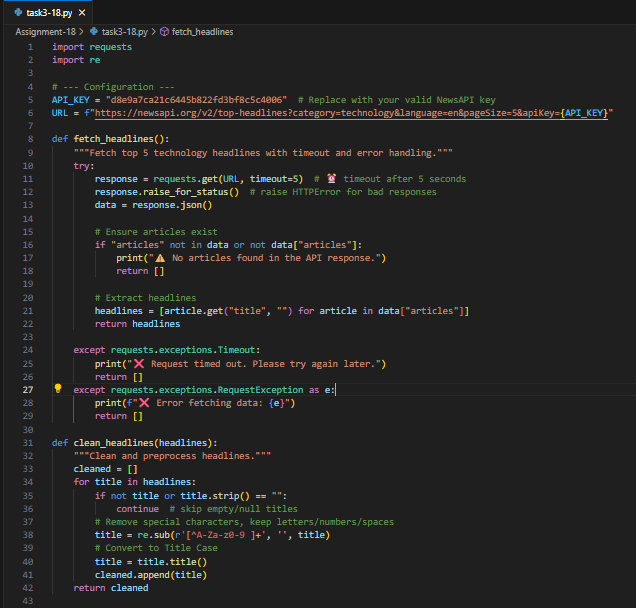 task3-18.py ×
Assignment-18 > task3-18.py > fetch_headlines
1 import requests
2 import re
3
4 # --- Configuration ---
5 API_KEY = "d8e9a7ca21c6445b822fd3bf8c5c4006"  # Replace with your valid NewsAPI key
6 URL = f"https://newsapi.org/v2/top-headlines?category=technology&language=en&pageSize=5&apiKey={API_KEY}"
7
8 def fetch_headlines():
9     """Fetch top 5 technology headlines with timeout and error handling."""
10     try:
11         response = requests.get(URL, timeout=5)  # ⏰ timeout after 5 seconds
12         response.raise_for_status()  # raise HTTPError for bad responses
13         data = response.json()
14
15         # Ensure articles exist
16         if "articles" not in data or not data["articles"]:
17             print("⚠️ No articles found in the API response.")
18             return []
19
20         # Extract headlines
21         headlines = [article.get("title", "") for article in data["articles"]]
22         return headlines
23
24     except requests.exceptions.Timeout:
25         print("❌ Request timed out. Please try again later.")
26         return []
27     except requests.exceptions.RequestException as e:
28         print(f"❌ Error fetching data: {e}")
29         return []
30
31 def clean_headlines(headlines):
32     """Clean and preprocess headlines."""
33     cleaned = []
34     for title in headlines:
35         if not title or title.strip() == "":
36             continue  # skip empty/null titles
37         # Remove special characters, keep letters/numbers/spaces
38         title = re.sub(r'[^A-Za-z0-9 ]+', '', title)
39         # Convert to Title Case
40         title = title.title()
41         cleaned.append(title)
42     return cleaned
43